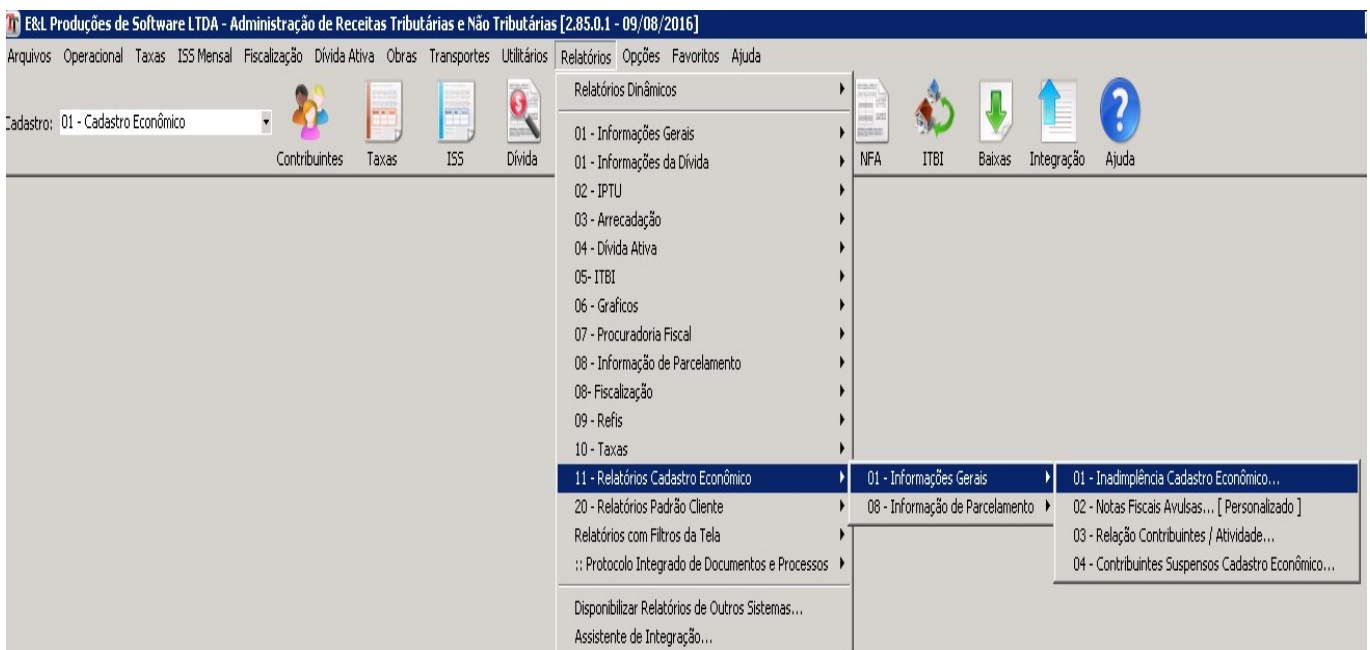 E&L Produções de Software LTDA - Administração de Receitas Tributárias e Não Tributárias [2.85.0.1 - 09/08/2016]
Arquivos Operacional Taxas ISS Mensal Fiscalização Dívida Ativa Obras Transportes Utilitários Relatórios Opções Favoritos Ajuda
Cadastro: 01 - Cadastro Econômico
Contribuintes Taxas ISS Dívida NFA ITBI Baixas Integração Ajuda
Relatórios Dinâmicos
01 - Informações Gerais
01 - Informações da Dívida
02 - IPTU
03 - Arrecadação
04 - Dívida Ativa
05- ITBI
06 - Graficos
07 - Procuradoria Fiscal
08 - Informação de Parcelamento
08- Fiscalização
09 - Refis
10 - Taxas
11 - Relatórios Cadastro Econômico
20 - Relatórios Padrão Cliente
Relatórios com Filtros da Tela
:: Protocolo Integrado de Documentos e Processos
Disponibilizar Relatórios de Outros Sistemas...
Assistente de Integração...
01 - Informações Gerais
08 - Informação de Parcelamento
01 - Inadimplência Cadastro Econômico...
02 - Notas Fiscais Avulsas... [ Personalizado ]
03 - Relação Contribuintes / Atividade...
04 - Contribuintes Suspensos Cadastro Econômico...